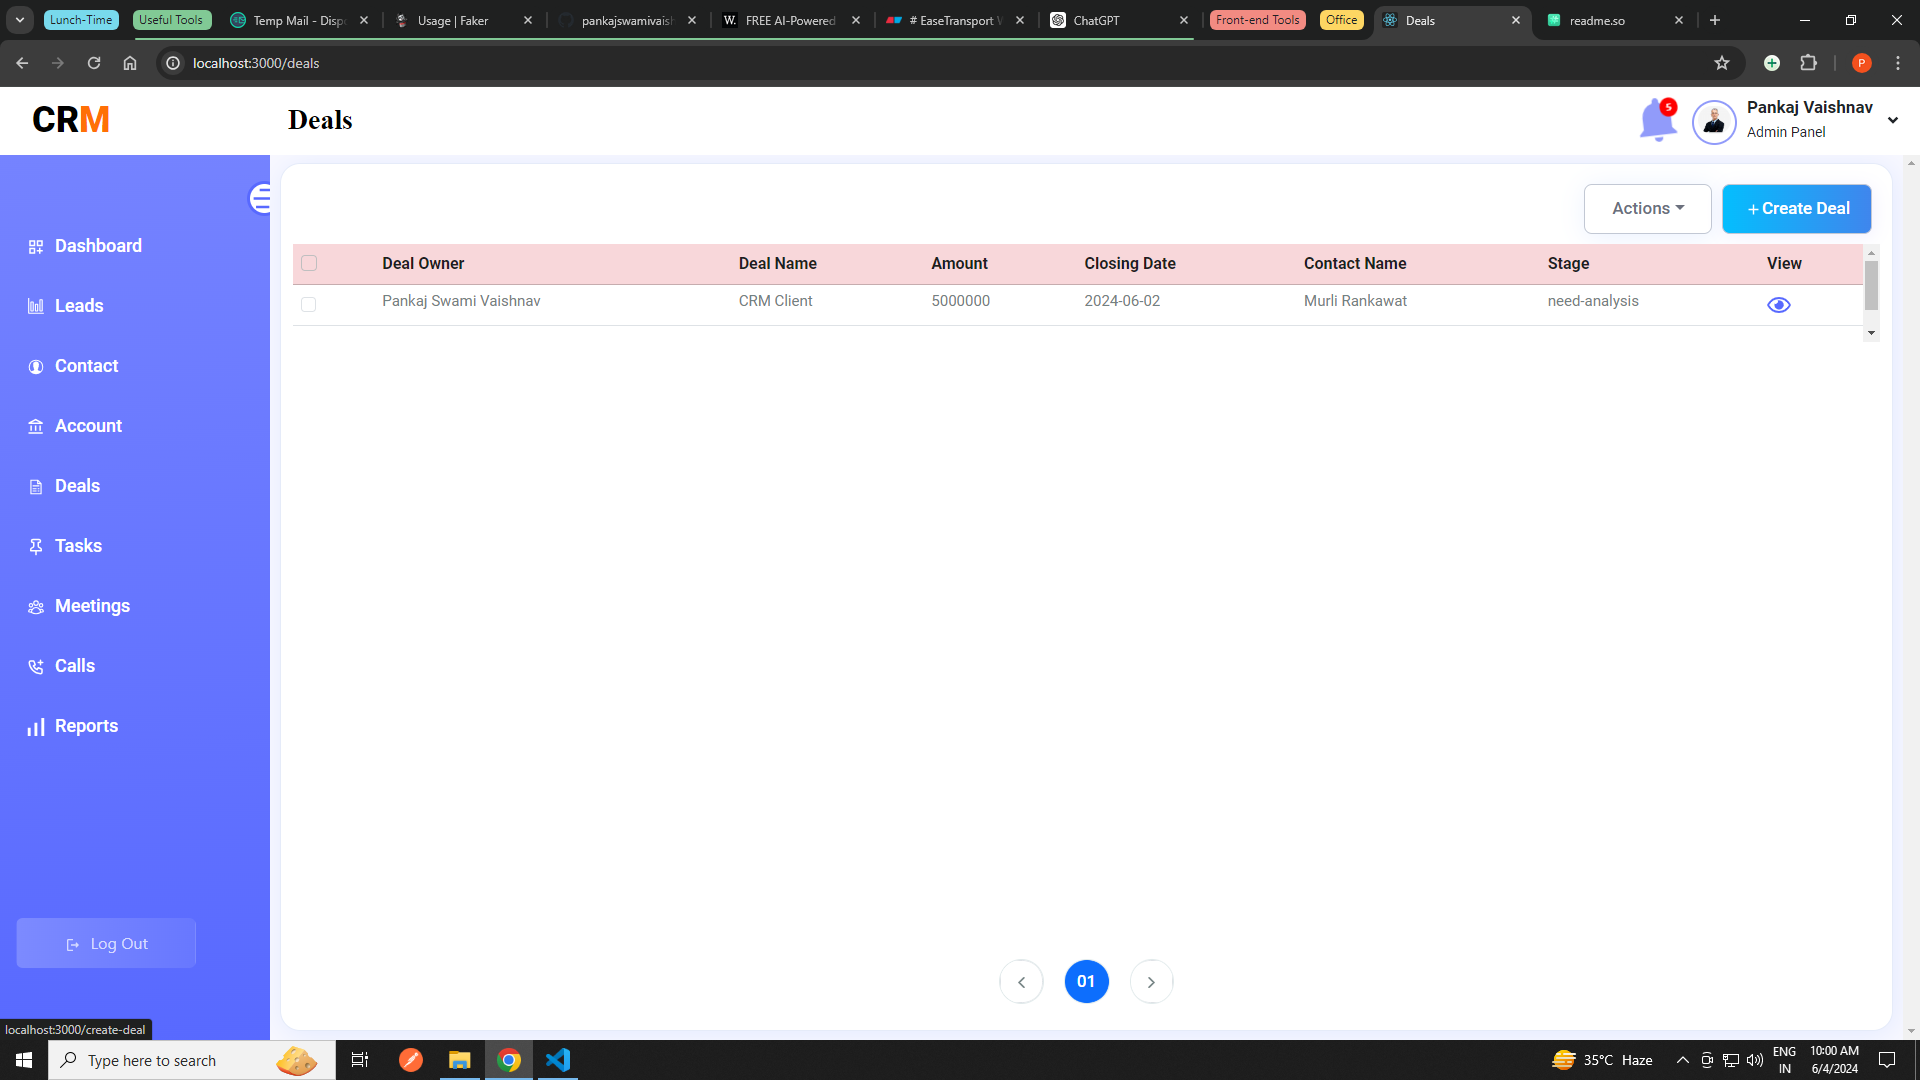 Lunch-Time
Useful Tools
Temp Mail - Dispo
Usage | Faker
pankajswamivaish
FREE AI-Powered
# EaseTransport W
ChatGPT
Front-end Tools
Office
Deals
readme.so
localhost:3000/deals
P
CRM
Deals
5
Pankaj Vaishnav
Admin Panel
Actions
+ Create Deal
Dashboard
Leads
Contact
Account
Deals
Tasks
Meetings
Calls
Reports
Log Out
Deal Owner Deal Name Amount Closing Date Contact Name Stage View
Pankaj Swami Vaishnav CRM Client 5000000 2024-06-02 Murli Rankawat need-analysis
01
localhost:3000/create-deal
Type here to search
35°C Haze
ENG
IN
10:00 AM
6/4/2024